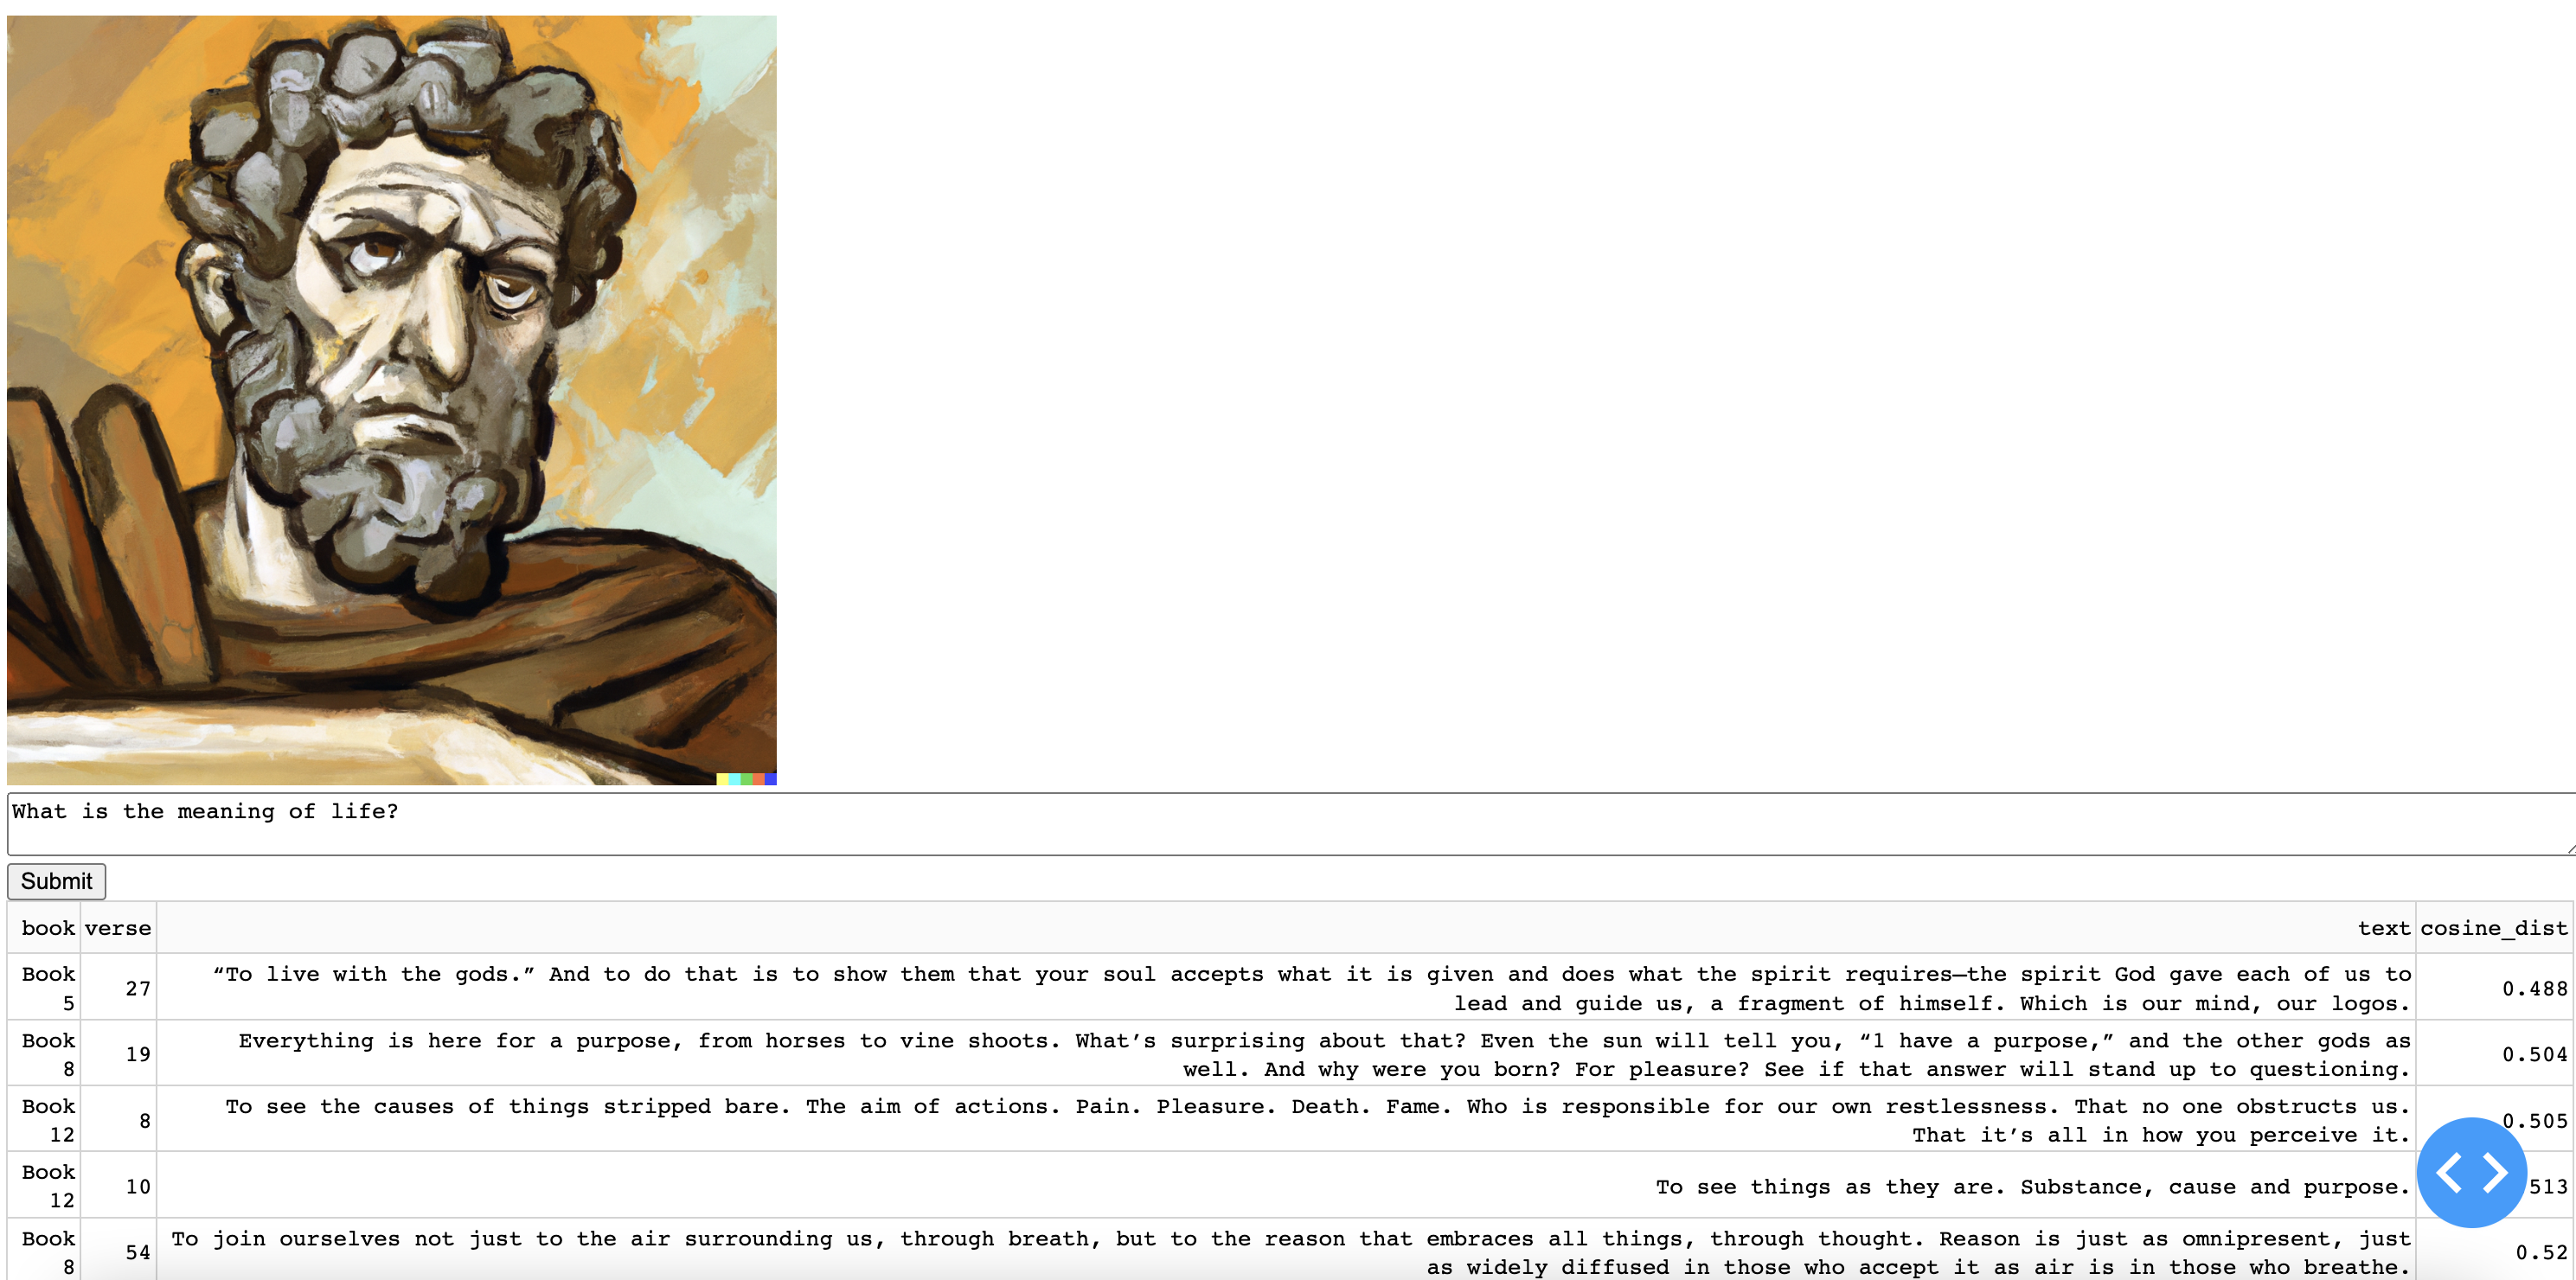 What is the meaning of life?
Submit
book verse text cosine_dist
Book 5 27 “To live with the gods.” And to do that is to show them that your soul accepts what it is given and does what the spirit requires—the spirit God gave each of us to
lead and guide us, a fragment of himself. Which is our mind, our logos. 0.488
Book 8 19 Everything is here for a purpose, from horses to vine shoots. What’s surprising about that? Even the sun will tell you, “1 have a purpose,” and the other gods as
well. And why were you born? For pleasure? See if that answer will stand up to questioning. 0.504
Book 12 8 To see the causes of things stripped bare. The aim of actions. Pain. Pleasure. Death. Fame. Who is responsible for our own restlessness. That no one obstructs us.
That it’s all in how you perceive it. 0.505
Book 12 10 To see things as they are. Substance, cause and purpose. 513
Book 8 54 To join ourselves not just to the air surrounding us, through breath, but to the reason that embraces all things, through thought. Reason is just as omnipresent, just
as widely diffused in those who accept it as air is in those who breathe. 0.52